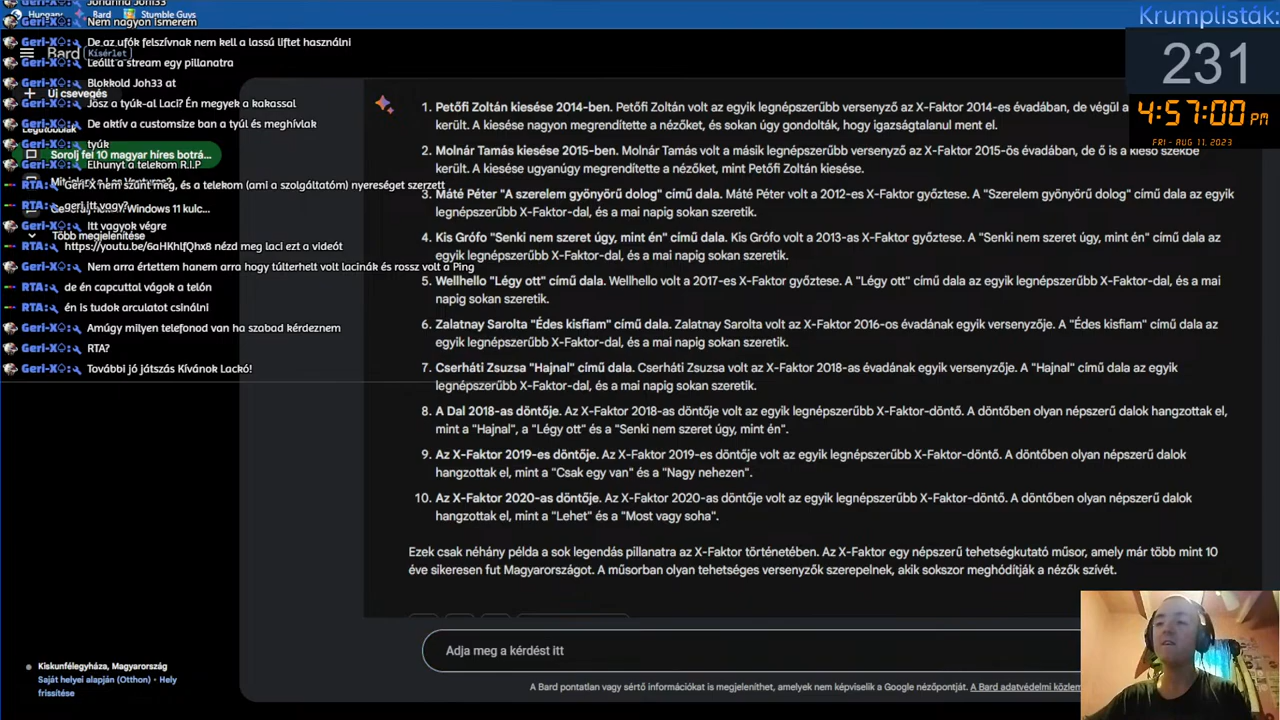 Johanna Joh33
Hungary
Bard
Stumble Guys
Geri-X: Nem nagyon ismerem
Geri-X: De az ufók felszívnak nem kell a lassú liftet használni
Bard Kísérlet
Geri-X: Leállt a stream egy pillanatra
Geri-X: Blokkold Joh33 at
Új csevegés
Geri-X: Jösz a tyúk-al Laci? Én megyek a kakassal
Geri-X: De aktív a customsize ban a tyúl és meghívlak
Legutóbbiak
Geri-X: tyúk
Sorolj fel 10 magyar híres botrá...
Geri-X: Elhunyt a telekom R.I.P
RTA: Geri-X nem szünt meg, és a telekom (ami a szolgáltatóm) nyereséget szerzett
RTA: geri itt vagy?
Windows 11 kulc...
Geri-X: Itt vagyok végre
Több megjelenítése
RTA: https://youtu.be/6aHKhlfQhx8 nézd meg laci ezt a videót
Geri-X: Nem arra értettem hanem arra hogy túlterhelt volt lacinák és rossz volt a Ping
RTA: de én capcuttal vágok a telón
RTA: én is tudok arculatot csinálni
Geri-X: Amúgy milyen telefonod van ha szabad kérdeznem
Geri-X: RTA?
Geri-X: További jó játszás Kívánok Lackó!
Krumplisták:
231
4:57:00 PM
FRI - AUG 11, 2023
1. Petőfi Zoltán kiesése 2014-ben. Petőfi Zoltán volt az egyik legnépszerűbb versenyző az X-Faktor 2014-es évadában, de végül a
került. A kiesése nagyon megrendítette a nézőket, és sokan úgy gondolták, hogy igazságtalanul ment el.
2. Molnár Tamás kiesése 2015-ben. Molnár Tamás volt a másik legnépszerűbb versenyző az X-Faktor 2015-ös évadában, de ő is a kieső székbe
került. A kiesése ugyanúgy megrendítette a nézőket, mint Petőfi Zoltán kiesése.
3. Máté Péter "A szerelem gyönyörű dolog" című dala. Máté Péter volt a 2012-es X-Faktor győztese. A "Szerelem gyönyörű dolog" című dala az egyik
legnépszerűbb X-Faktor-dal, és a mai napig sokan szeretik.
4. Kis Grófo "Senki nem szeret úgy, mint én" című dala. Kis Grófo volt a 2013-as X-Faktor győztese. A "Senki nem szeret úgy, mint én" című dala az
egyik legnépszerűbb X-Faktor-dal, és a mai napig sokan szeretik.
5. Wellhello "Légy ott" című dala. Wellhello volt a 2017-es X-Faktor győztese. A "Légy ott" című dala az egyik legnépszerűbb X-Faktor-dal, és a mai
napig sokan szeretik.
6. Zalatnay Sarolta "Édes kisfiam" című dala. Zalatnay Sarolta volt az X-Faktor 2016-os évadának egyik versenyzője. A "Édes kisfiam" című dala az
egyik legnépszerűbb X-Faktor-dal, és a mai napig sokan szeretik.
7. Cserháti Zsuzsa "Hajnal" című dala. Cserháti Zsuzsa volt az X-Faktor 2018-as évadának egyik versenyzője. A "Hajnal" című dala az egyik
legnépszerűbb X-Faktor-dal, és a mai napig sokan szeretik.
8. A Dal 2018-as döntője. Az X-Faktor 2018-as döntője volt az egyik legnépszerűbb X-Faktor-döntő. A döntőben olyan népszerű dalok hangzottak el,
mint a "Hajnal", a "Légy ott" és a "Senki nem szeret úgy, mint én".
9. Az X-Faktor 2019-es döntője. Az X-Faktor 2019-es döntője volt az egyik legnépszerűbb X-Faktor-döntő. A döntőben olyan népszerű dalok
hangzottak el, mint a "Csak egy van" és a "Nagy nehezen".
10. Az X-Faktor 2020-as döntője. Az X-Faktor 2020-as döntője volt az egyik legnépszerűbb X-Faktor-döntő. A döntőben olyan népszerű dalok
hangzottak el, mint a "Lehet" és a "Most vagy soha".
Ezek csak néhány példa a sok legendás pillanatra az X-Faktor történetében. Az X-Faktor egy népszerű tehetségkutató műsor, amely már több mint 10
éve sikeresen fut Magyarországot. A műsorban olyan tehetséges versenyzők szerepelnek, akik sokszor meghódítják a nézők szívét.
Adja meg a kérdést itt
Kiskunfélegyháza, Magyarország
Saját helyei alapján (Otthon) • Hely
frissítése
A Bard pontatlan vagy sértő információkat is megjeleníthet, amelyek nem képviselik a Google nézőpontját. A Bard adatvédelmi közlem